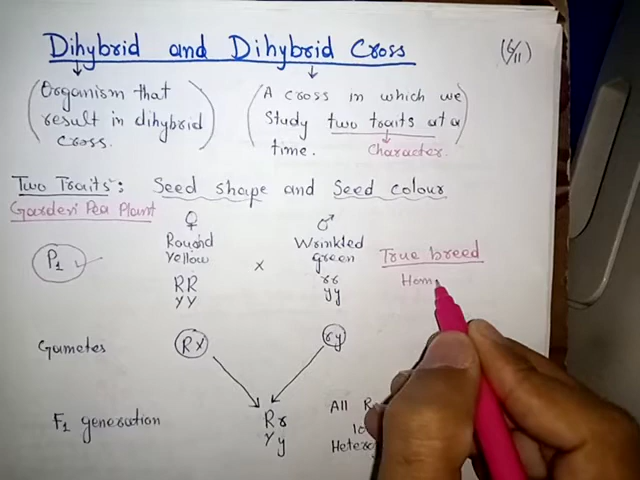 Dihybrid and Dihybrid Cross
(6/11)
Organism that
result in dihybrid
cross.
A cross in which we
study two traits at a
time.
Character.
Two Traits: Seed shape and Seed colour
Garden Pea Plant
♀
♂
P1
Round
Yellow
RR
YY
x
Wrinkled
green
rr
yy
True breed
Hom
Gametes
RY
ry
F1 generation
Rr
Yy
All R
Heter